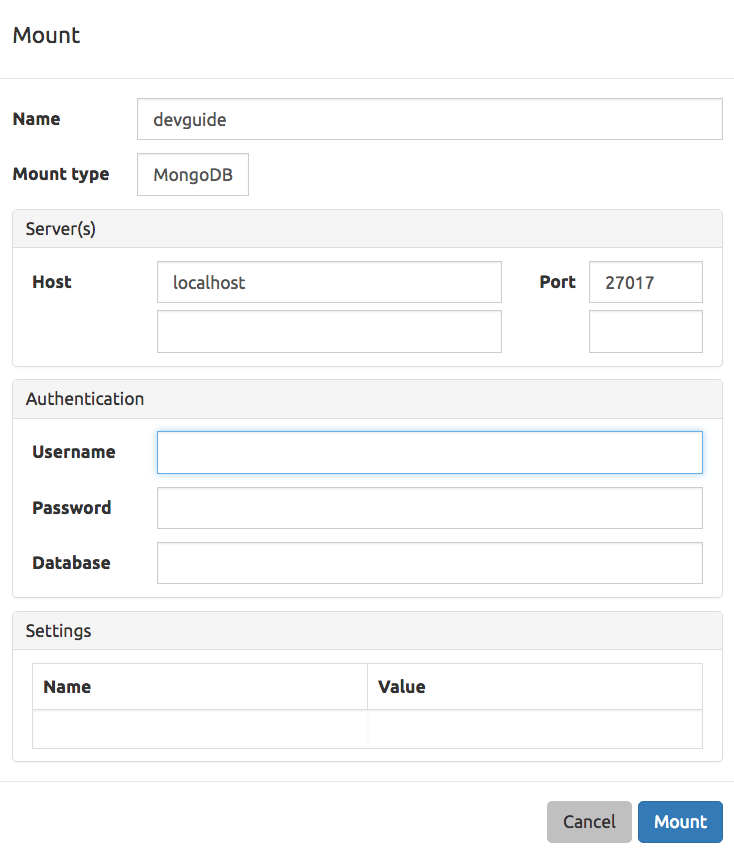 Mount
Name devguide
Mount type MongoDB
Server(s)
Host localhost Port 27017
Authentication
Username
Password
Database
Settings
Name Value
Cancel Mount